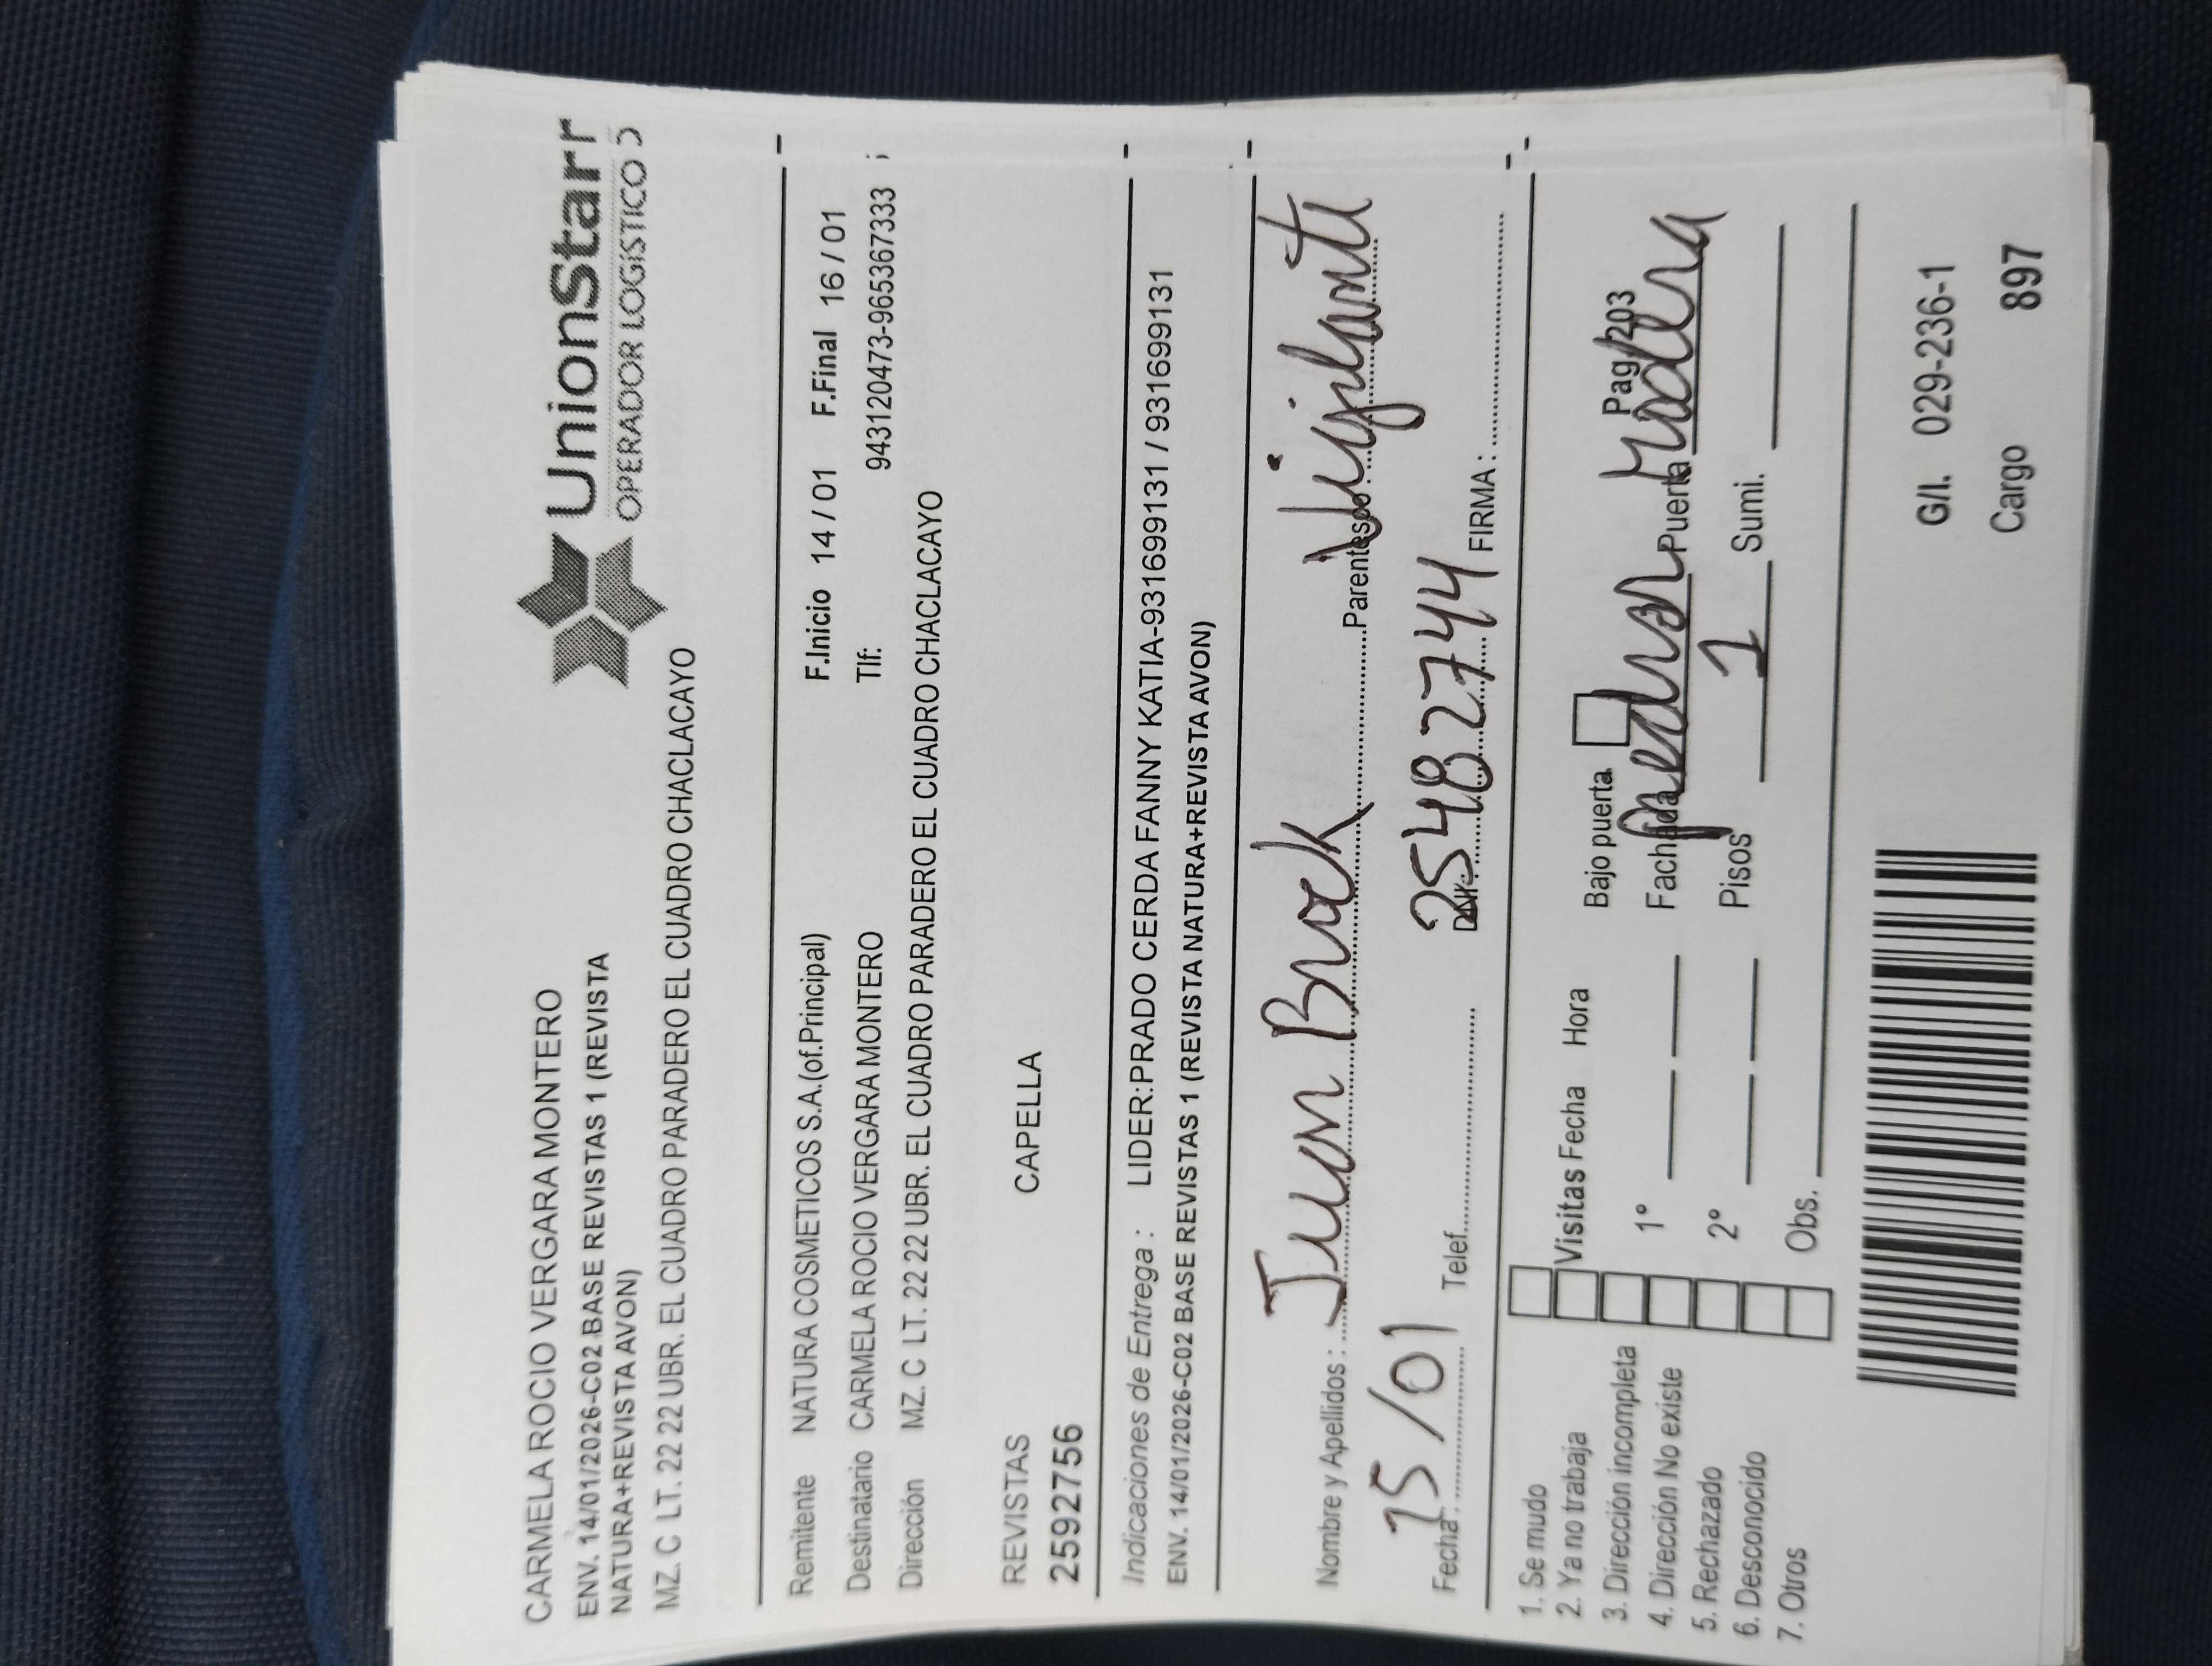 CARMELA ROCIO VERGARA MONTERO
ENV. 14/01/2026-C02 BASE REVISTAS 1 (REVISTA
NATURA+REVISTA AVON)
MZ. C LT. 22 22 UBR. EL CUADRO PARADERO EL CUADRO CHACLACAYO
UnionStarr
OPERADOR LOGÍSTICO
Remitente NATURA COSMETICOS S.A.(of.Principal) F.Inicio 14 / 01 F.Final 16 / 01
Destinatario CARMELA ROCIO VERGARA MONTERO Tlf: 943120473-965367333
Dirección MZ. C LT. 22 22 UBR. EL CUADRO PARADERO EL CUADRO CHACLACAYO
REVISTAS CAPELLA
2592756
Indicaciones de Entrega : LIDER:PRADO CERDA FANNY KATIA-931699131 / 931699131
ENV. 14/01/2026-C02 BASE REVISTAS 1 (REVISTA NATURA+REVISTA AVON)
Nombre y Apellidos : Juan Brack Parentesco : Vigilante
Fecha : 15/01 Telef. DNI: 25482744 FIRMA :
1. Se mudo
2. Ya no trabaja
3. Dirección incompleta
4. Dirección No existe
5. Rechazado
6. Desconocido
7. Otros
Visitas Fecha Hora
1°
2°
Obs.
Bajo puerta Pag/203
Fachada Puerta Madera
Pisos 1 Sumi.
G/I. 029-236-1
Cargo 897